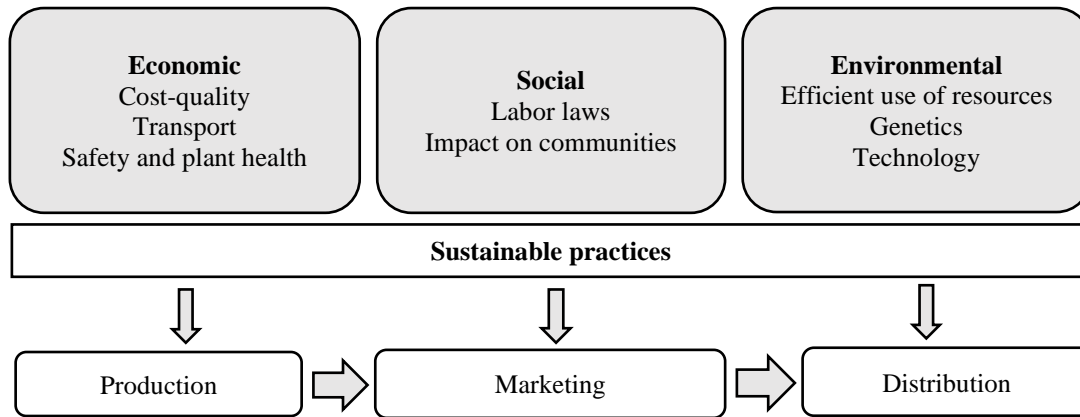 Economic
Cost-quality
Transport
Safety and plant health
Social
Labor laws
Impact on communities
Environmental
Efficient use of resources
Genetics
Technology
Sustainable practices
Production
Marketing
Distribution